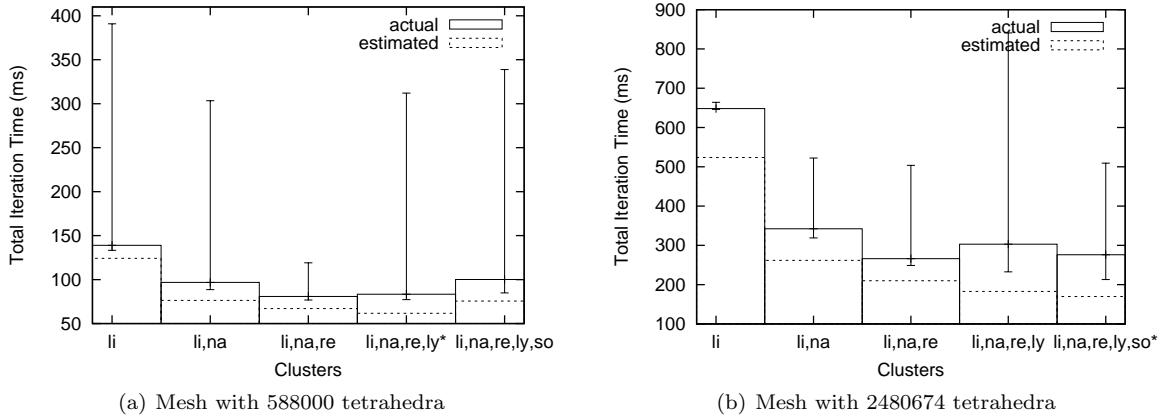 400
350
300
250
200
150
100
50
Total Iteration Time (ms)
actual
estimated
li
li,na
li,na,re
li,na,re,ly*
li,na,re,ly,so
Clusters
(a) Mesh with 588000 tetrahedra
900
800
700
600
500
400
300
200
100
Total Iteration Time (ms)
actual
estimated
li
li,na
li,na,re
li,na,re,ly
li,na,re,ly,so*
Clusters
(b) Mesh with 2480674 tetrahedra